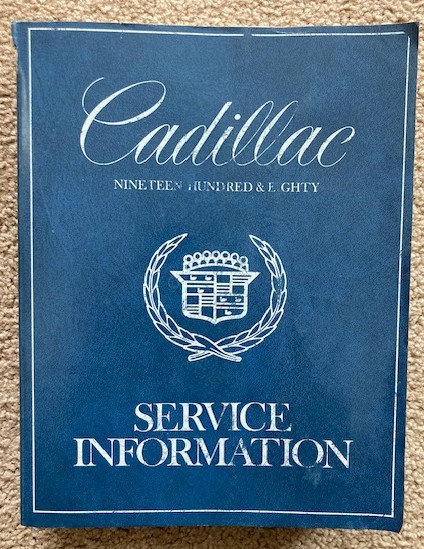 Cadillac
NINETEEN HUNDRED & EIGHTY
SERVICE
INFORMATION